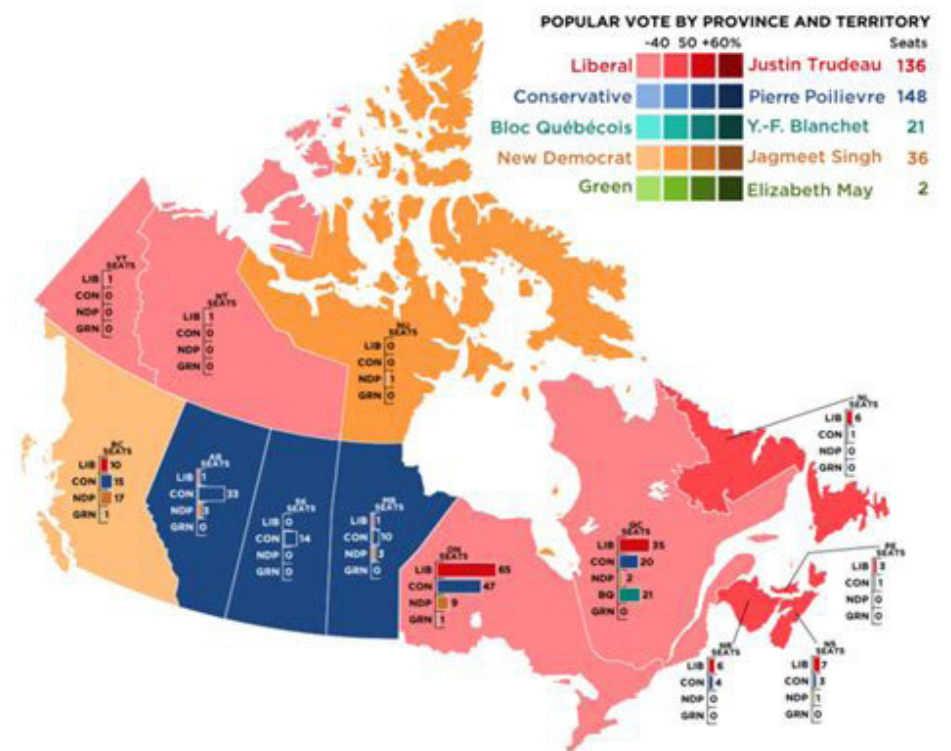 POPULAR VOTE BY PROVINCE AND TERRITORY
-40 50 +60% Seats
Liberal Justin Trudeau 136
Conservative Pierre Poilievre 148
Bloc Québécois Y.-F. Blanchet 21
New Democrat Jagmeet Singh 36
Green Elizabeth May 2
YT
SEATS
LIB 1
CON 0
NDP 0
GRN 0
NT
SEATS
LIB 1
CON 0
NDP 0
GRN 0
NU
SEATS
LIB 0
CON 0
NDP 1
GRN 0
BC
SEATS
LIB 10
CON 15
NDP 17
GRN 1
AB
SEATS
LIB 1
CON 33
NDP 3
GRN 0
SK
SEATS
LIB 0
CON 14
NDP 0
GRN 0
MB
SEATS
LIB 1
CON 10
NDP 3
GRN 0
ON
SEATS
LIB 65
CON 47
NDP 9
GRN 1
QC
SEATS
LIB 35
CON 20
NDP 2
BQ 21
GRN 0
NL
SEATS
LIB 6
CON 1
NDP 0
GRN 0
PE
SEATS
LIB 3
CON 1
NDP 0
GRN 0
NB
SEATS
LIB 6
CON 4
NDP 0
GRN 0
NS
SEATS
LIB 7
CON 3
NDP 1
GRN 0